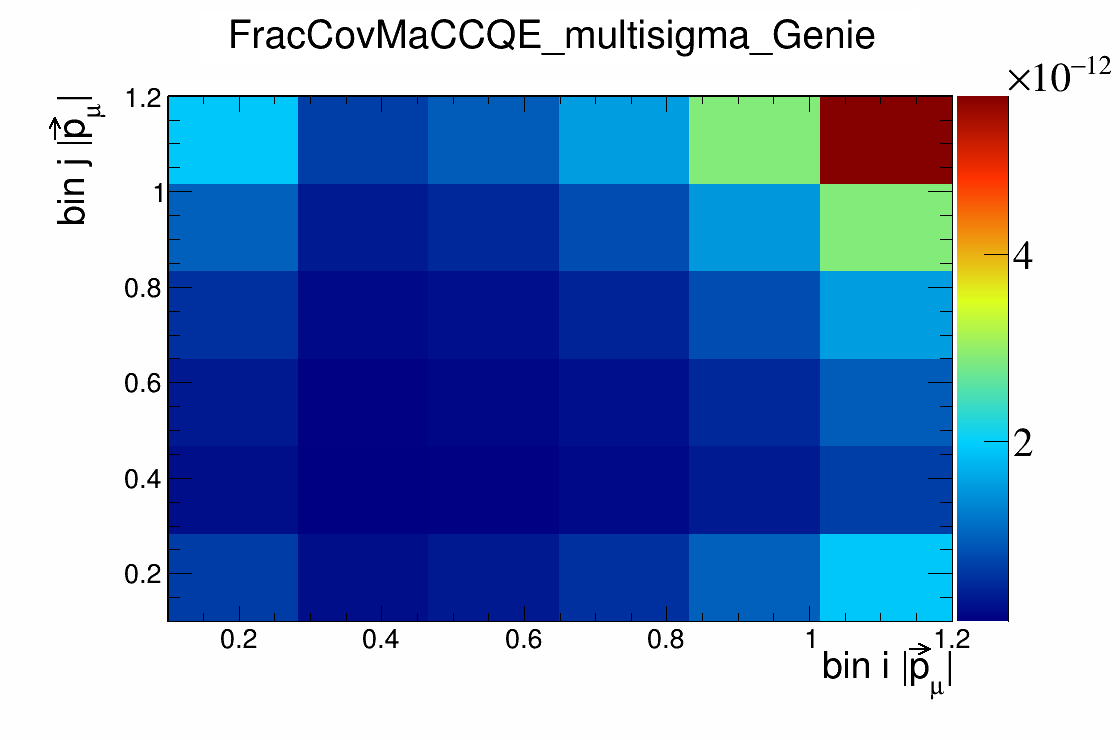 FracCovMaCCQE_multisigma_Genie
×10⁻¹²
bin j |p⃗μ|
1.2
1
0.8
0.6
0.4
0.2
4
2
0.2 0.4 0.6 0.8 1 1.2
bin i |p⃗μ|